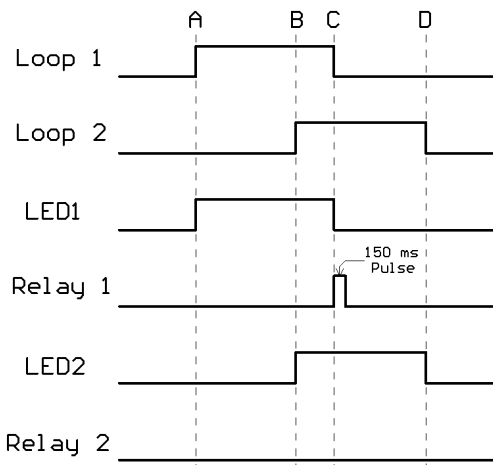 A B C D
Loop 1
Loop 2
LED1
150 ms
Pulse
Relay 1
LED2
Relay 2